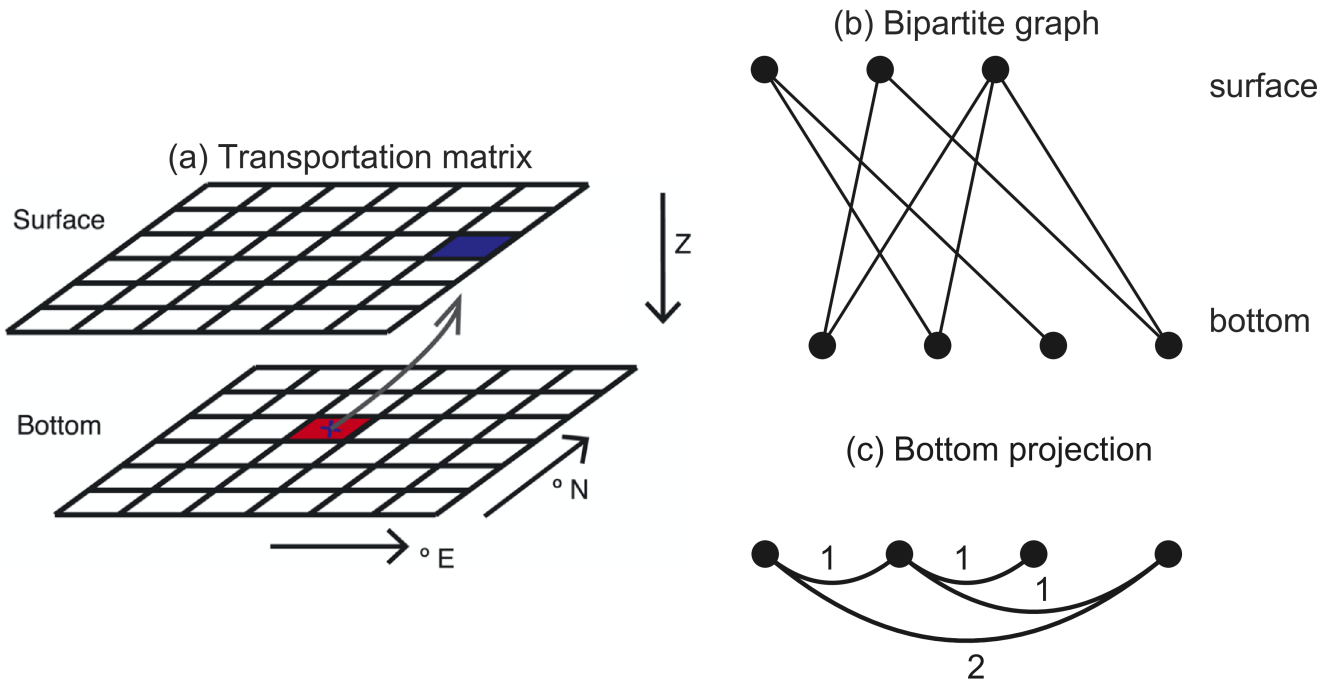 (a) Transportation matrix
Surface
Z
Bottom
° N
° E
(b) Bipartite graph
surface
bottom
(c) Bottom projection
1 1
1
2